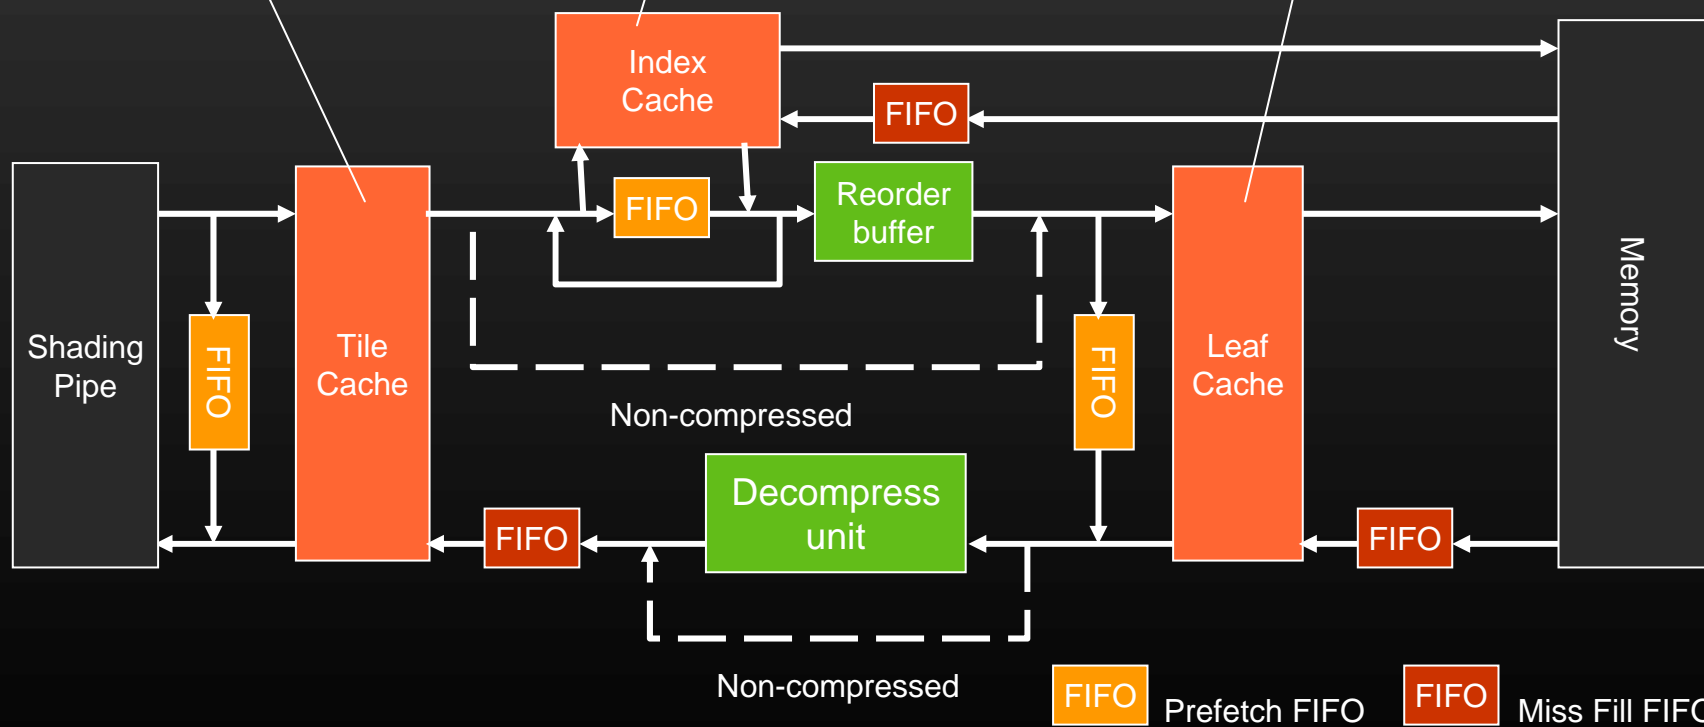 Index
Cache
FIFO
FIFO
Reorder
buffer
Shading
Pipe
FIFO
Tile
Cache
Non-compressed
FIFO
Leaf
Cache
Memory
Decompress
unit
FIFO
FIFO
Non-compressed
FIFO Prefetch FIFO
FIFO Miss Fill FIFO